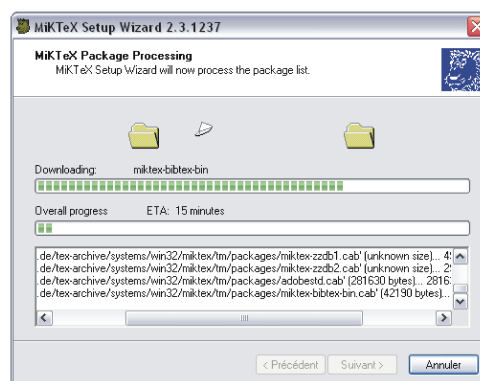 MiKTeX Setup Wizard 2.3.1237
MiKTeX Package Processing
MiKTeX Setup Wizard will now process the package list.
Downloading: miktex-bibtex-bin
Overall progress ETA: 15 minutes
.de/tex-archive/systems/win32/miktex/tm/packages/miktex-zzdb1.cab' (unknown size)...
.de/tex-archive/systems/win32/miktex/tm/packages/miktex-zzdb2.cab' (unknown size)...
.de/tex-archive/systems/win32/miktex/tm/packages/adobestd.cab' (281630 bytes)... 2816
.de/tex-archive/systems/win32/miktex/tm/packages/miktex-bibtex-bin.cab' (42190 bytes)...
< Précédent Suivant > Annuler